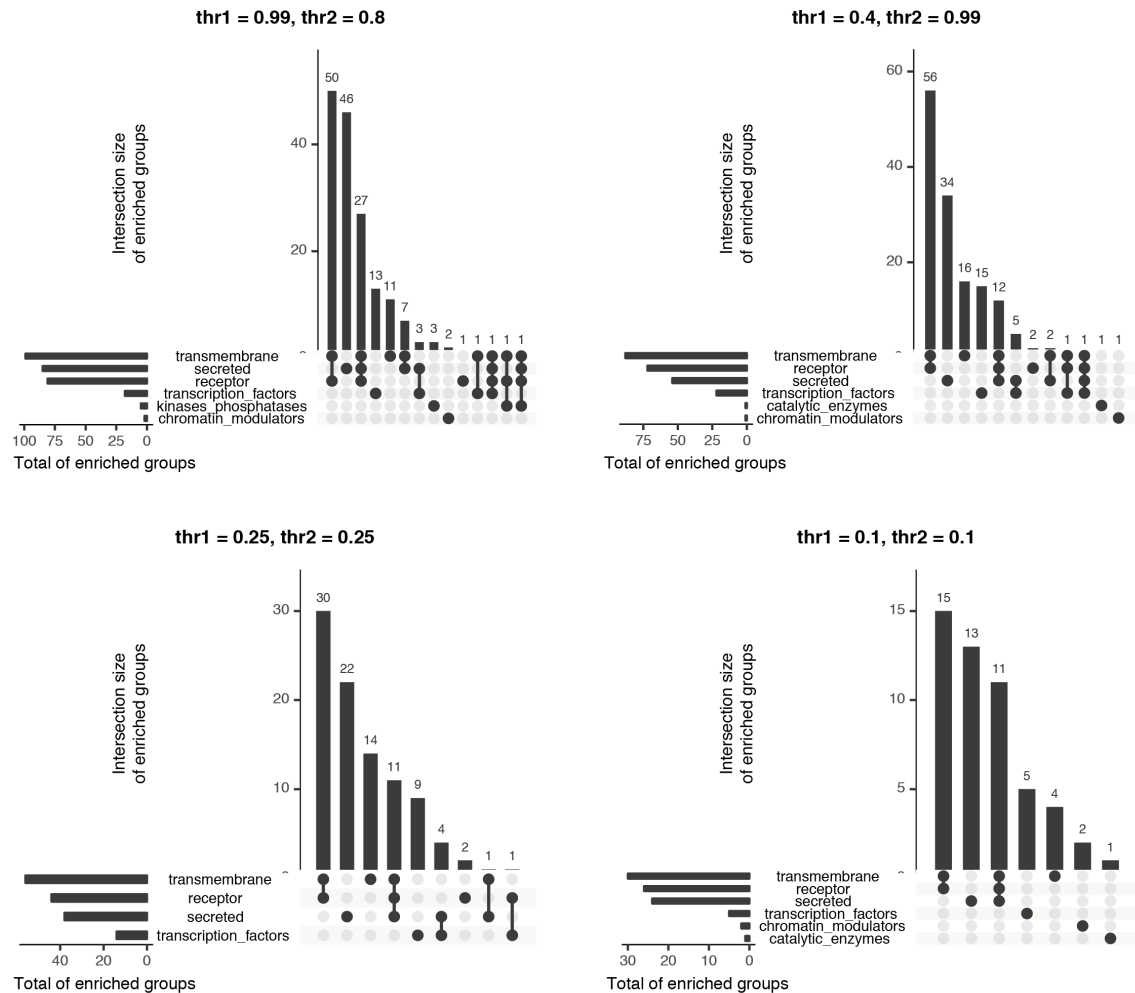 thr1 = 0.99, thr2 = 0.8
Intersection size
of enriched groups
40
20
0
50 46 27 13 11 7 3 3 2 1 1 1 1 1
transmembrane
secreted
receptor
transcription_factors
kinases_phosphatases
chromatin_modulators
100 75 50 25 0
Total of enriched groups
thr1 = 0.4, thr2 = 0.99
Intersection size
of enriched groups
60
40
20
0
56 34 16 15 12 5 2 2 1 1 1 1
transmembrane
receptor
secreted
transcription_factors
catalytic_enzymes
chromatin_modulators
75 50 25 0
Total of enriched groups
thr1 = 0.25, thr2 = 0.25
Intersection size
of enriched groups
30
20
10
0
30 22 14 11 9 4 2 1 1
transmembrane
receptor
secreted
transcription_factors
40 20 0
Total of enriched groups
thr1 = 0.1, thr2 = 0.1
Intersection size
of enriched groups
15
10
5
0
15 13 11 5 4 2 1
transmembrane
receptor
secreted
transcription_factors
chromatin_modulators
catalytic_enzymes
30 20 10 0
Total of enriched groups